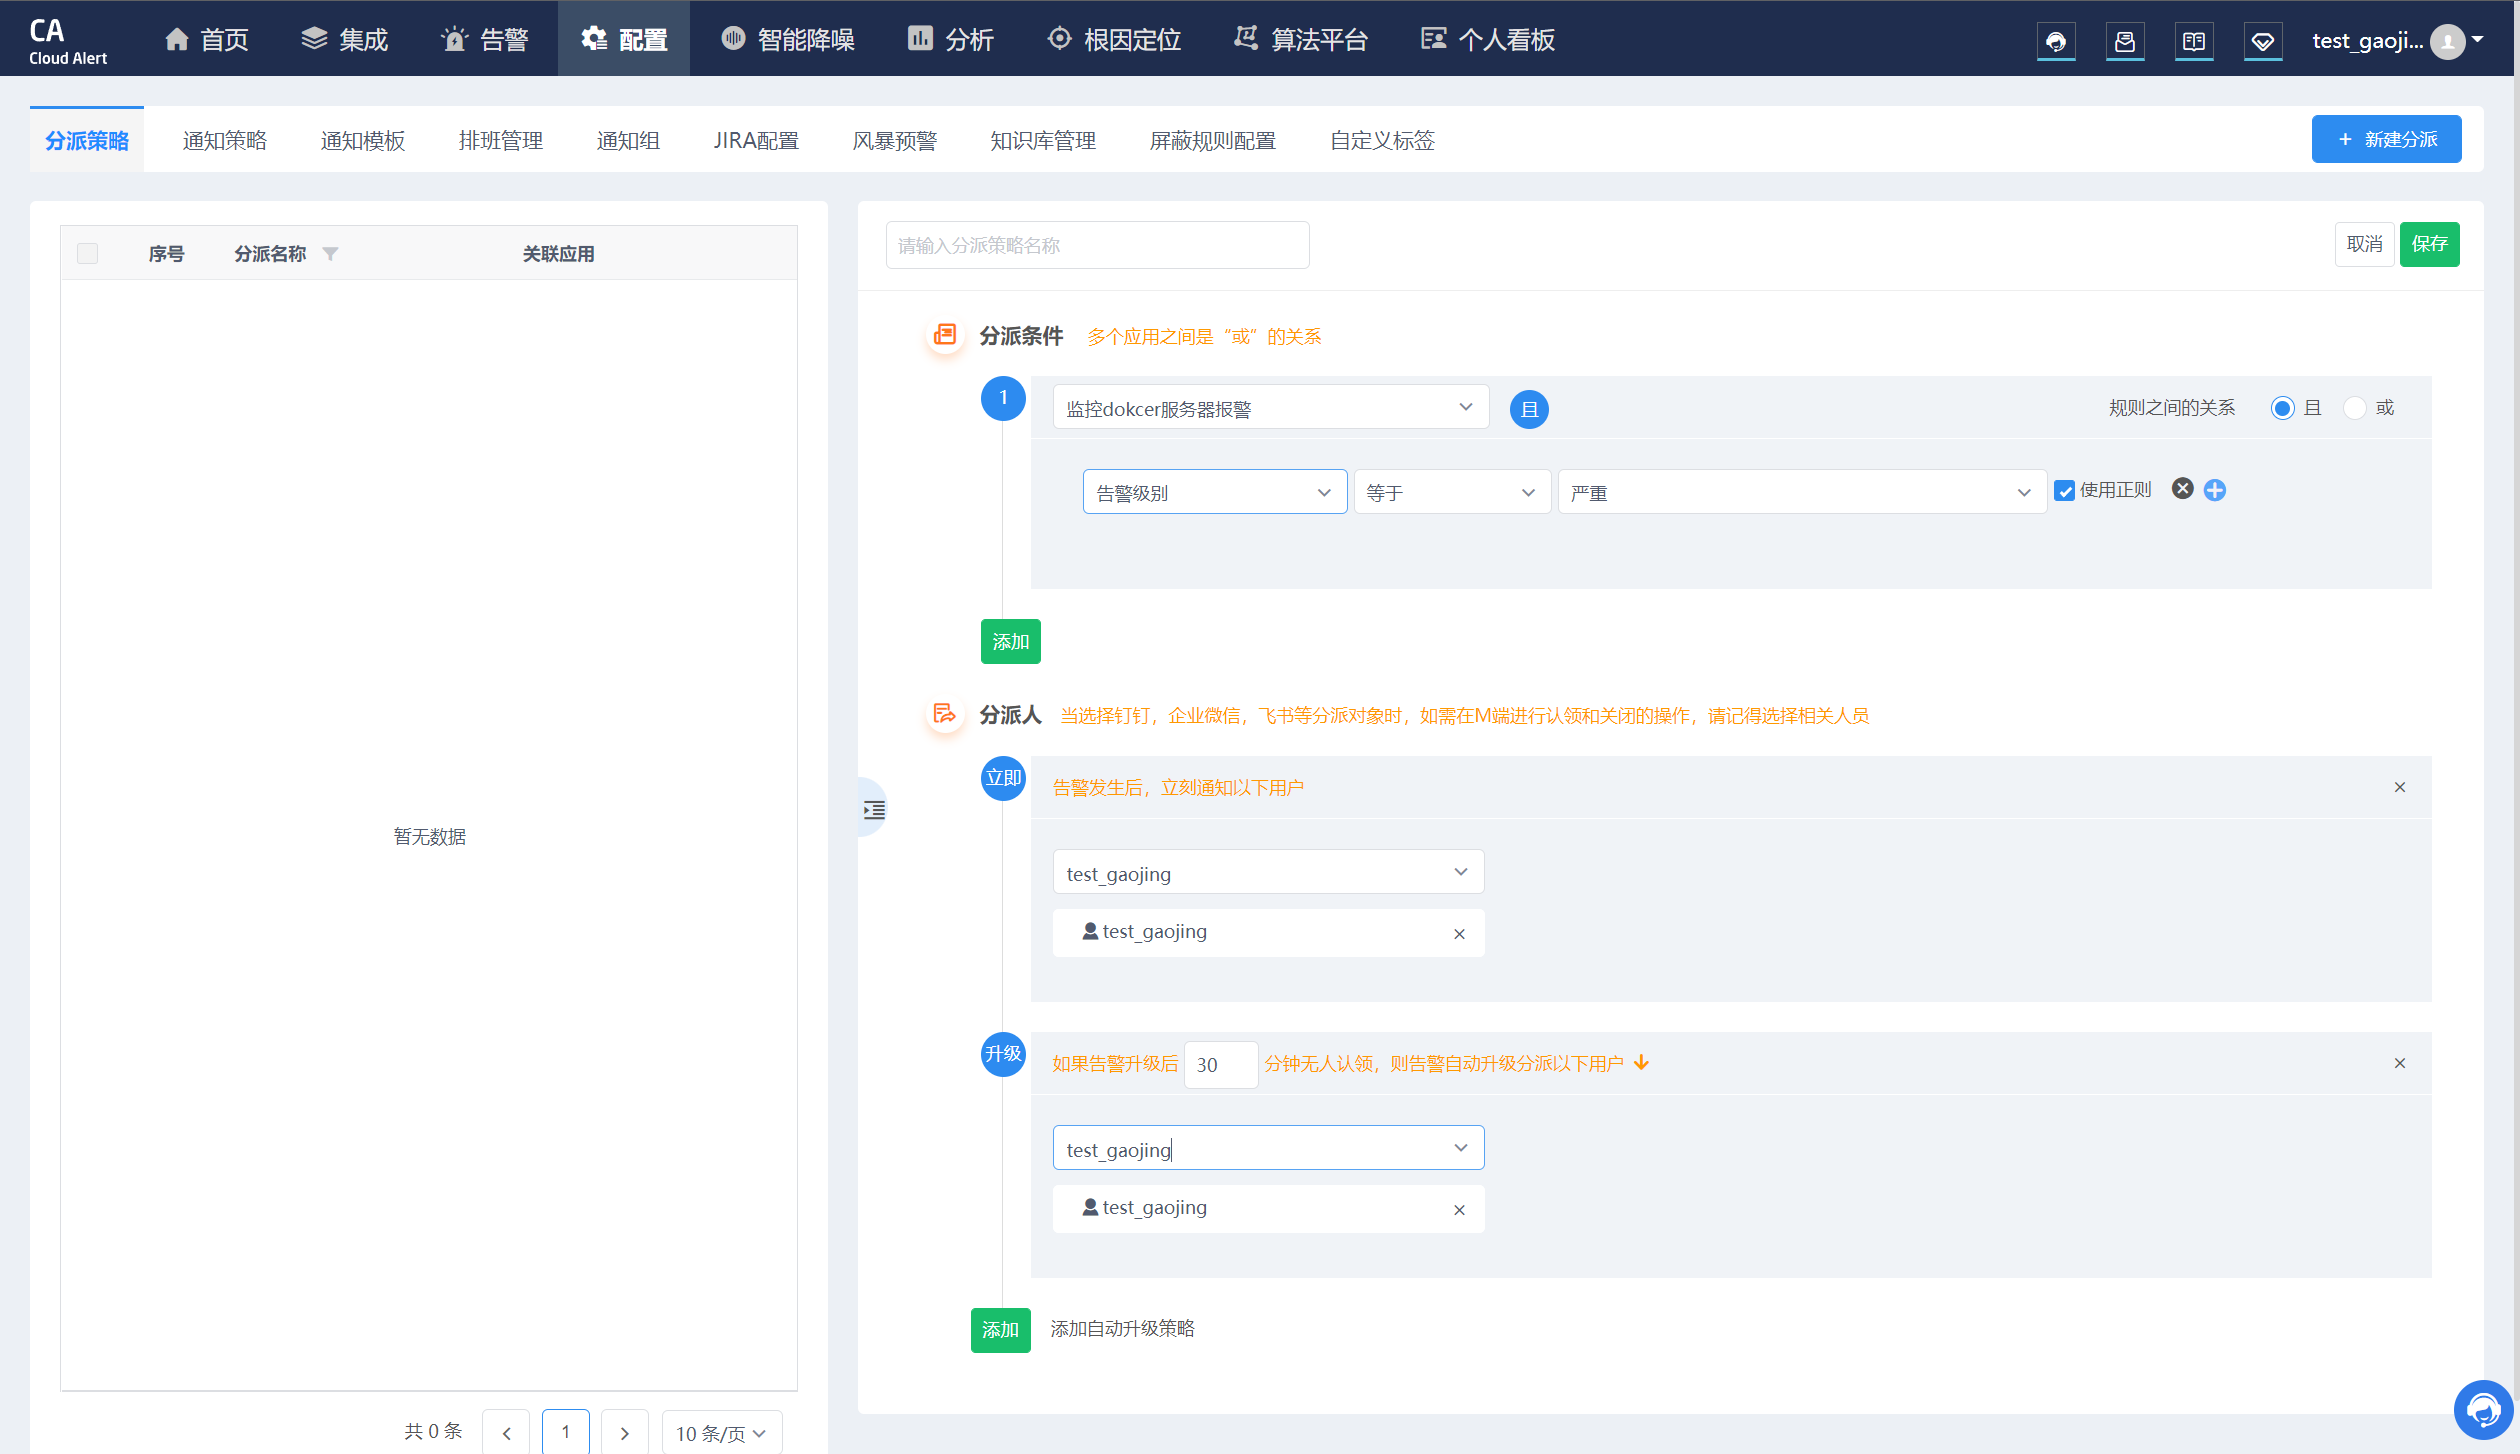 CA
Cloud Alert
首页
集成
告警
配置
智能降噪
分析
根因定位
算法平台
个人看板
test_gaoji...
分派策略
通知策略
通知模板
排班管理
通知组
JIRA配置
风暴预警
知识库管理
屏蔽规则配置
自定义标签
+ 新建分派
序号
分派名称
关联应用
暂无数据
共 0 条
1
10 条/页
请输入分派策略名称
取消
保存
分派条件
多个应用之间是“或”的关系
1
监控dokcer服务器报警
且
规则之间的关系
且
或
告警级别
等于
严重
使用正则
添加
分派人
当选择钉钉，企业微信，飞书等分派对象时，如需在M端进行认领和关闭的操作，请记得选择相关人员
立即
告警发生后，立刻通知以下用户
test_gaojing
test_gaojing
升级
如果告警升级后 30 分钟无人认领，则告警自动升级分派以下用户
test_gaojing
test_gaojing
添加
添加自动升级策略